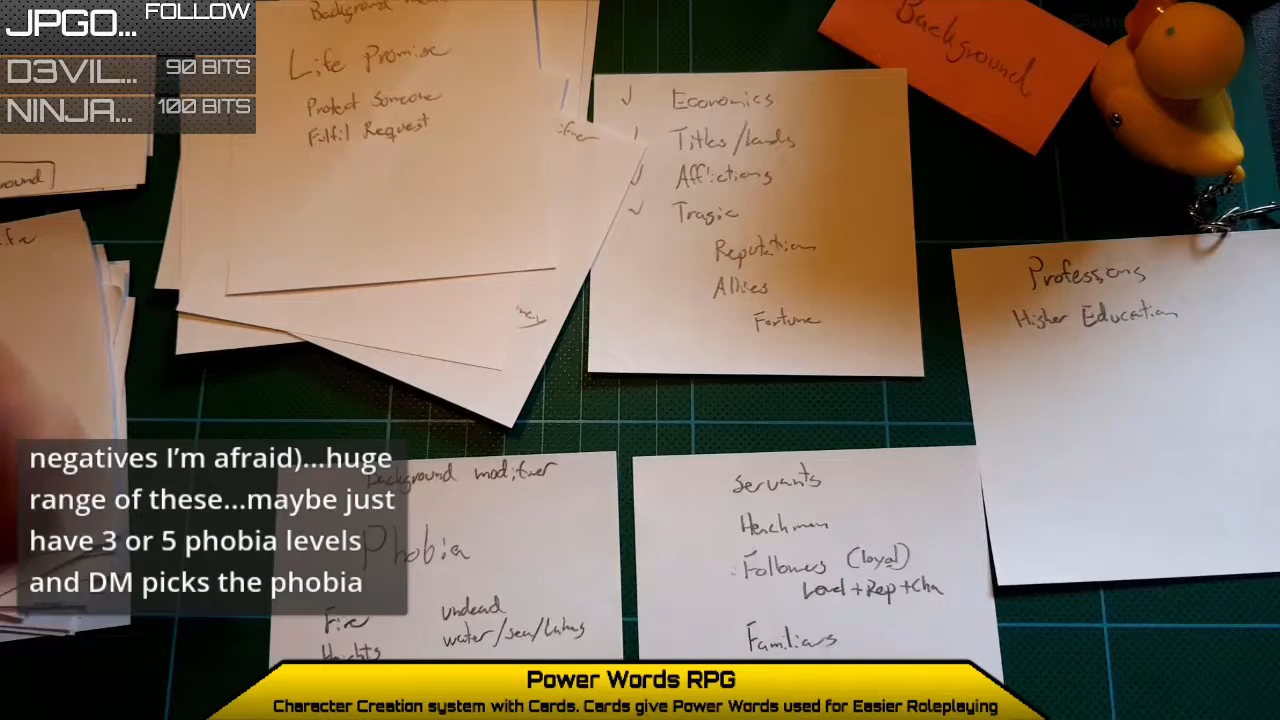 JPGO...
FOLLOW
D3VIL...
90 BITS
NINJA...
100 BITS
Life Promise
Protect Someone
Fulfil Request
Economics
Titles/Lands
Afflictions
Tragic
Reputation
Allies
Fortune
Background
Professions
Higher Education
negatives I'm afraid)...huge
range of these...maybe just
have 3 or 5 phobia levels
and DM picks the phobia
Background modifier
Phobia
Fire
Heights
undead
water/sea/lakes
Servants
Henchman
Followers (loyal)
Level + Rep + Cha
Familiars
Power Words RPG
Character Creation system with Cards. Cards give Power Words used for Easier Roleplaying